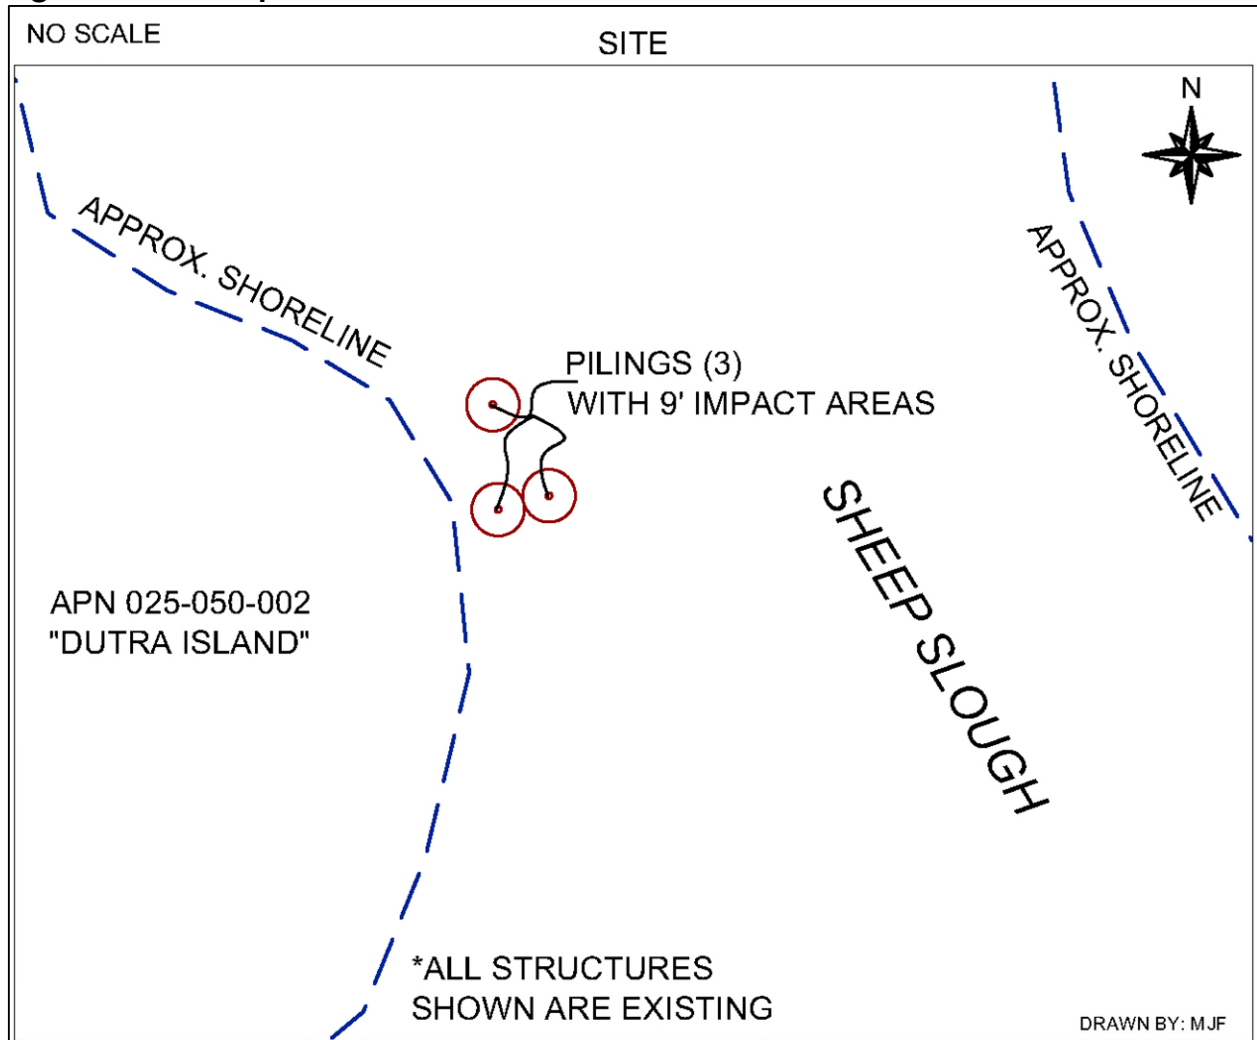 NO SCALE
SITE
N
APPROX. SHORELINE
APPROX. SHORELINE
PILINGS (3)
WITH 9' IMPACT AREAS
SHEEP SLOUGH
APN 025-050-002
"DUTRA ISLAND"
*ALL STRUCTURES
SHOWN ARE EXISTING
DRAWN BY: MJF